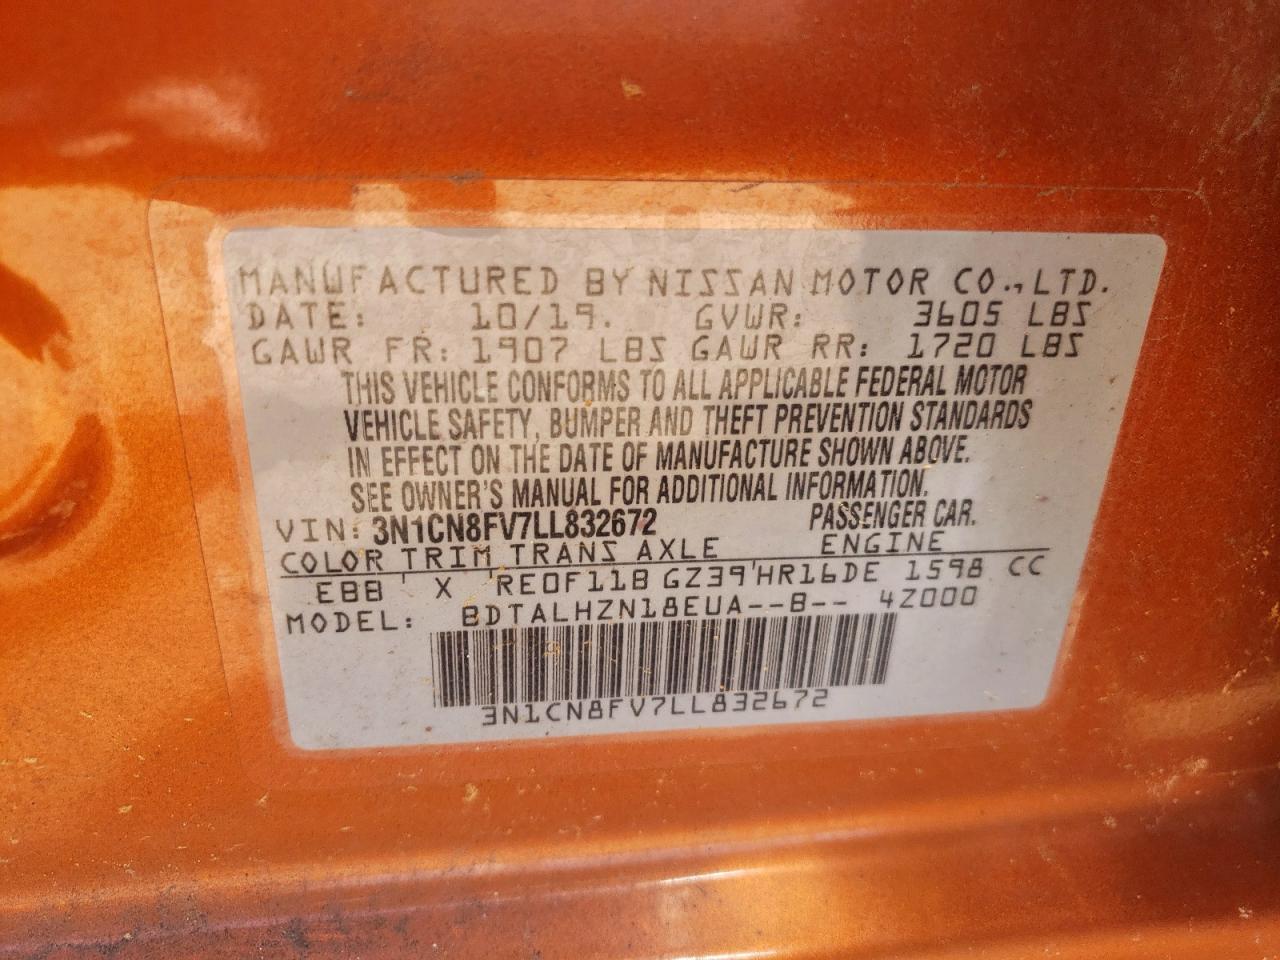 MANUFACTURED BY NISSAN MOTOR CO., LTD.
DATE: 10/19. GVWR: 3605 LBS
GAWR FR: 1907 LBS GAWR RR: 1720 LBS
THIS VEHICLE CONFORMS TO ALL APPLICABLE FEDERAL MOTOR
VEHICLE SAFETY, BUMPER AND THEFT PREVENTION STANDARDS
IN EFFECT ON THE DATE OF MANUFACTURE SHOWN ABOVE.
SEE OWNER'S MANUAL FOR ADDITIONAL INFORMATION.
VIN: 3N1CN8FV7LL832672 PASSENGER CAR.
COLOR TRIM TRANS AXLE ENGINE
EBB X RE0F11B GZ39 HR16DE 1598 CC
MODEL: BDTALHZN18EUA--B-- 4Z000
3N1CN8FV7LL832672